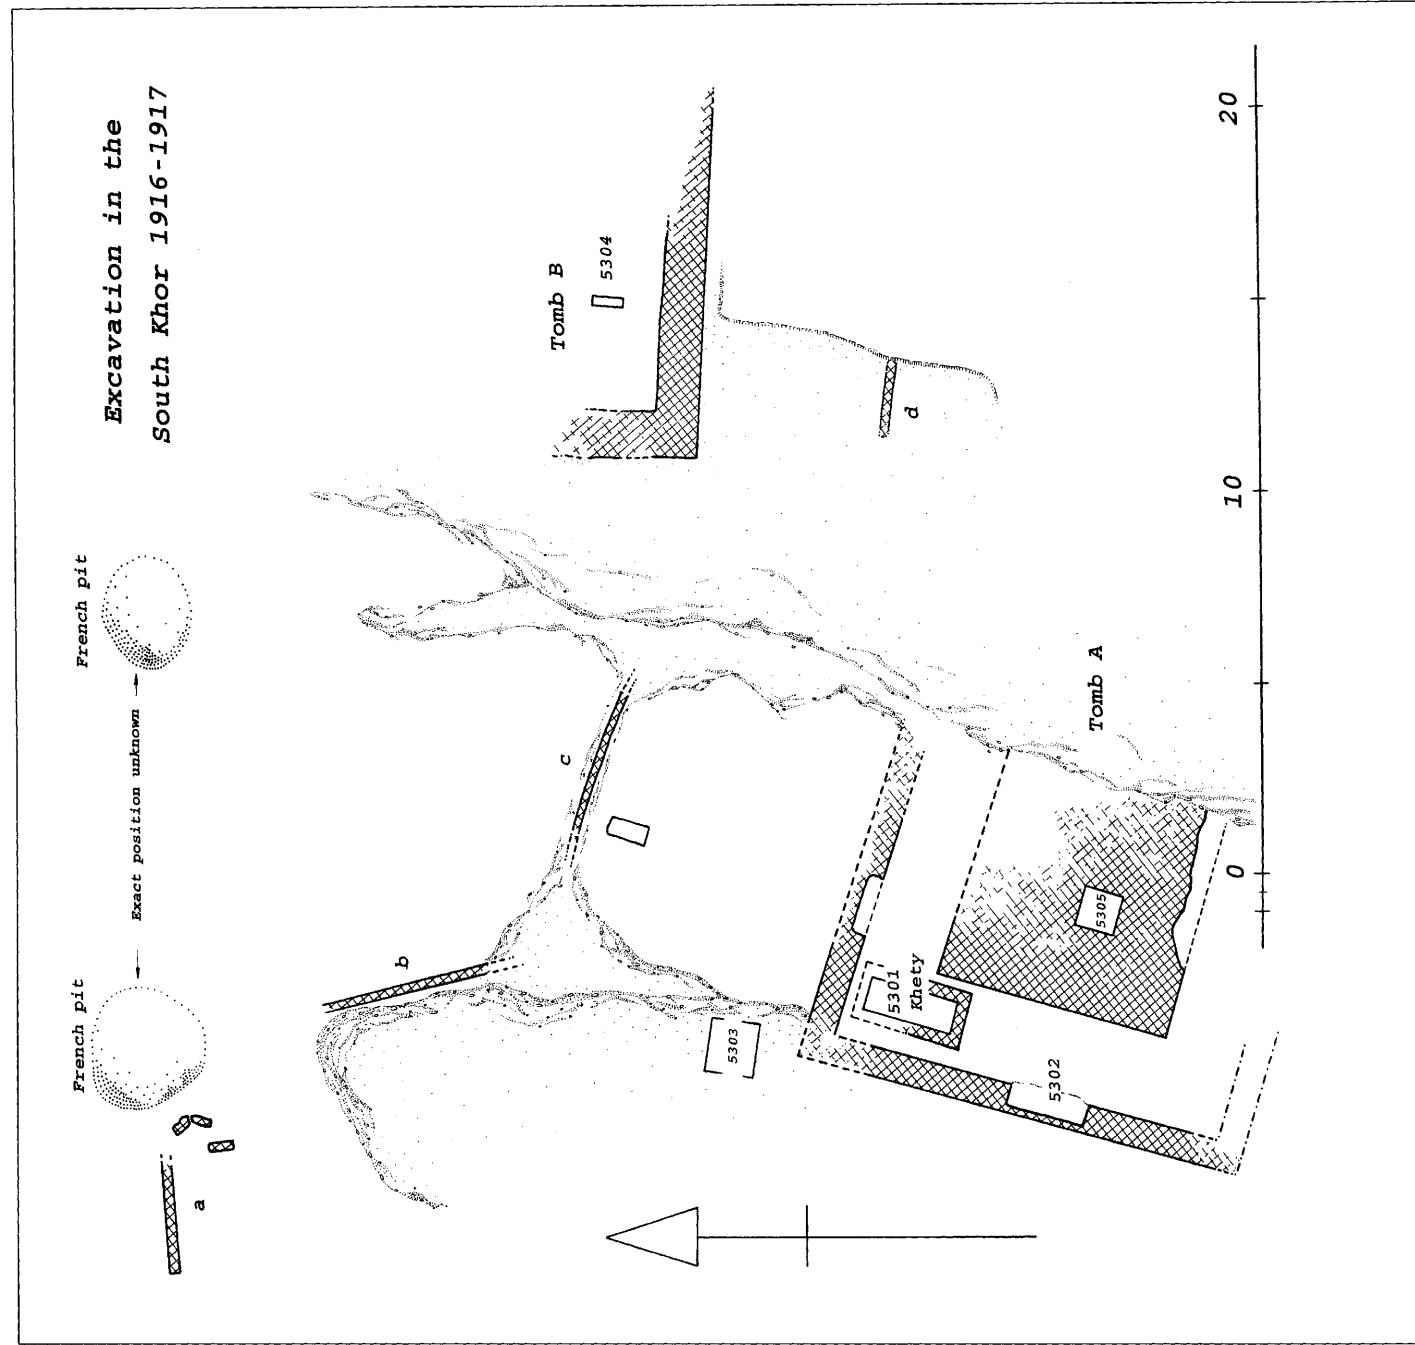 Excavation in the
South Khor 1916-1917
French pit
Exact position unknown
French pit
a
b
c
Tomb B
5304
d
5303
5301
Khety
5302
5305
Tomb A
0
10
20